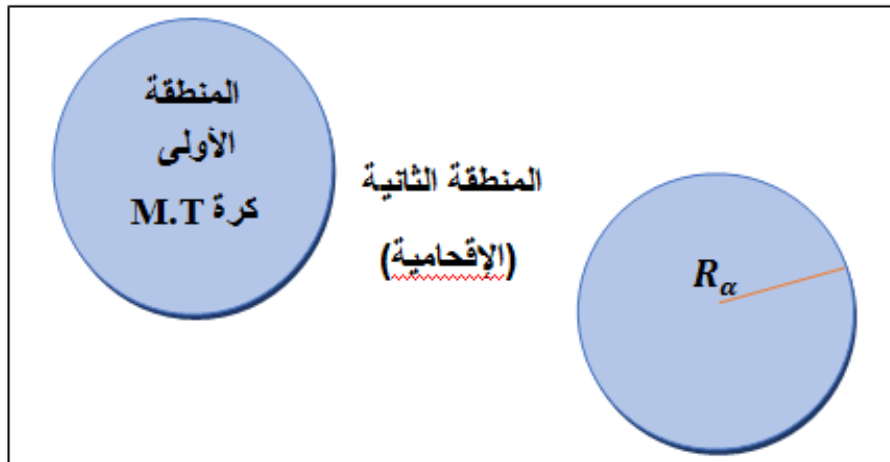 المنطقة
الأولى
كرة M.T
المنطقة الثانية
(الإقحامية)
Rα